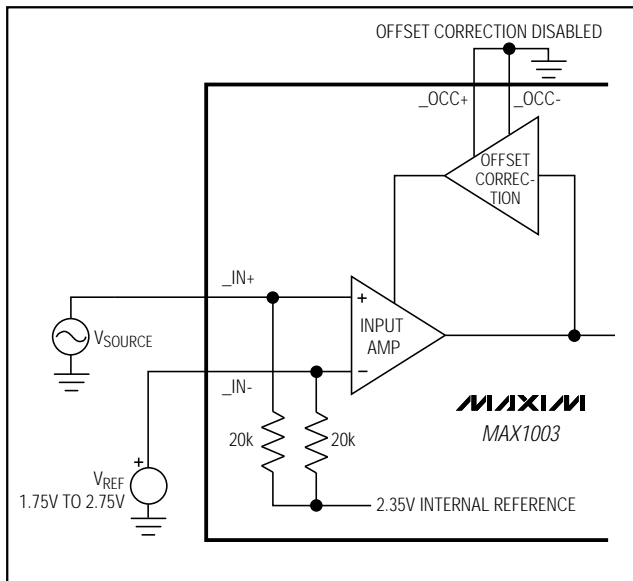 OFFSET CORRECTION DISABLED
_OCC+
_OCC-
OFFSET
CORREC-
TION
_IN+
+
INPUT
AMP
−
VSOURCE
_IN-
MAXIM
MAX1003
20k
20k
+
VREF
1.75V TO 2.75V
2.35V INTERNAL REFERENCE